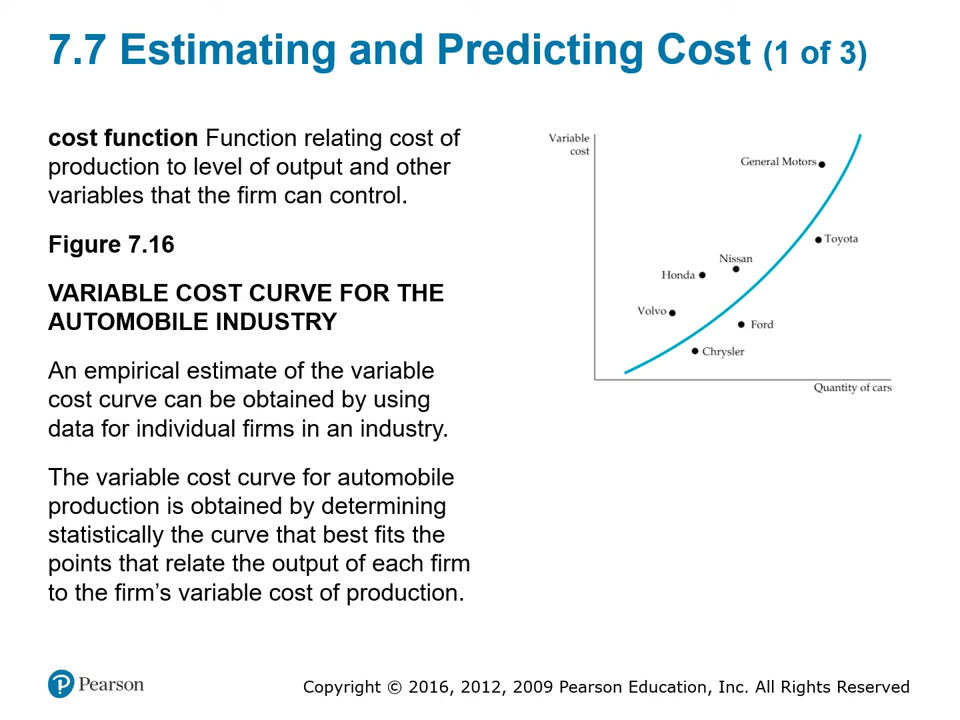 7.7 Estimating and Predicting Cost (1 of 3)
cost function Function relating cost of
production to level of output and other
variables that the firm can control.
Figure 7.16
VARIABLE COST CURVE FOR THE
AUTOMOBILE INDUSTRY
An empirical estimate of the variable
cost curve can be obtained by using
data for individual firms in an industry.
The variable cost curve for automobile
production is obtained by determining
statistically the curve that best fits the
points that relate the output of each firm
to the firm’s variable cost of production.
Variable
cost
General Motors
Toyota
Nissan
Honda
Volvo
Ford
Chrysler
Quantity of cars
Pearson
Copyright © 2016, 2012, 2009 Pearson Education, Inc. All Rights Reserved